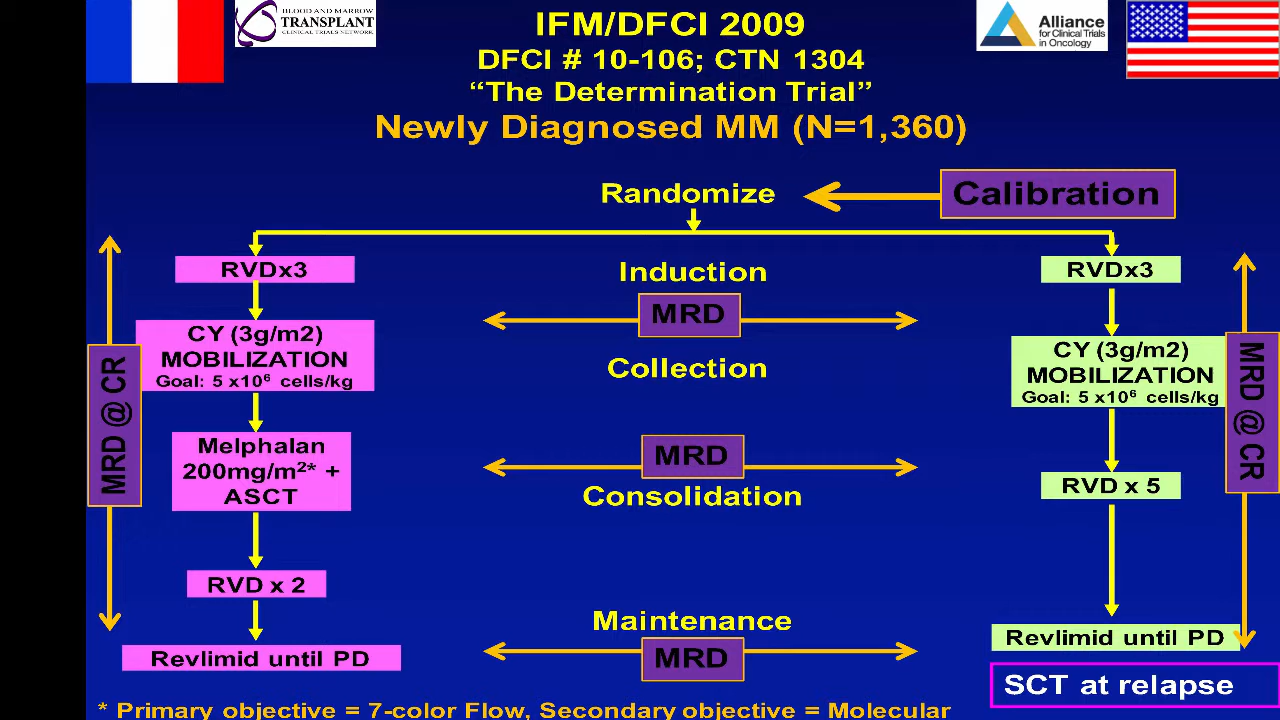 BLOOD AND MARROW
TRANSPLANT
CLINICAL TRIALS NETWORK
IFM/DFCI 2009
DFCI # 10-106; CTN 1304
“The Determination Trial”
Newly Diagnosed MM (N=1,360)
Alliance
for Clinical Trials
in Oncology
Randomize
Calibration
RVDx3
Induction
RVDx3
MRD
CY (3g/m2)
MOBILIZATION
Goal: 5 x10⁶ cells/kg
Collection
CY (3g/m2)
MOBILIZATION
Goal: 5 x10⁶ cells/kg
MRD @ CR
MRD @ CR
Melphalan
200mg/m²* +
ASCT
MRD
Consolidation
RVD x 5
RVD x 2
Maintenance
Revlimid until PD
MRD
Revlimid until PD
SCT at relapse
* Primary objective = 7-color Flow, Secondary objective = Molecular